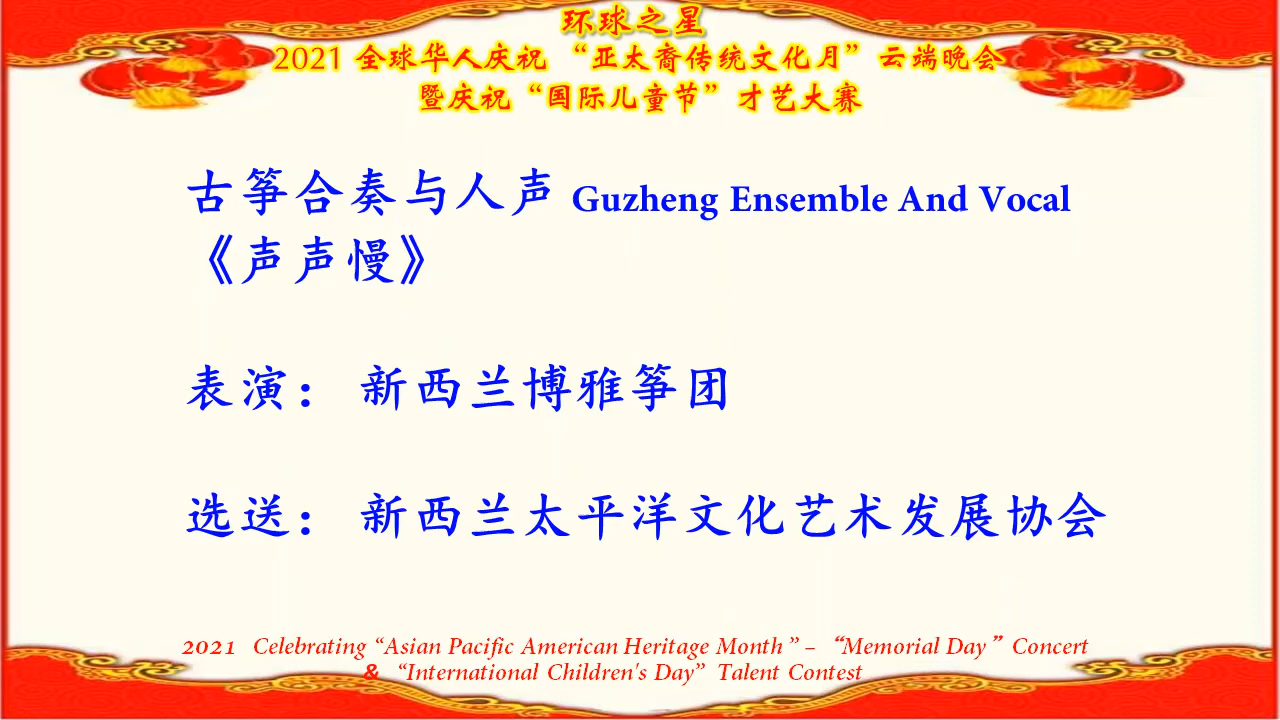 环球之星
2021 全球华人庆祝 “亚太裔传统文化月” 云端晚会
暨庆祝“国际儿童节”才艺大赛
古筝合奏与人声 Guzheng Ensemble And Vocal
《声声慢》
表演： 新西兰博雅筝团
选送： 新西兰太平洋文化艺术发展协会
2021 Celebrating “Asian Pacific American Heritage Month ” – “Memorial Day” Concert
& “International Children's Day” Talent Contest